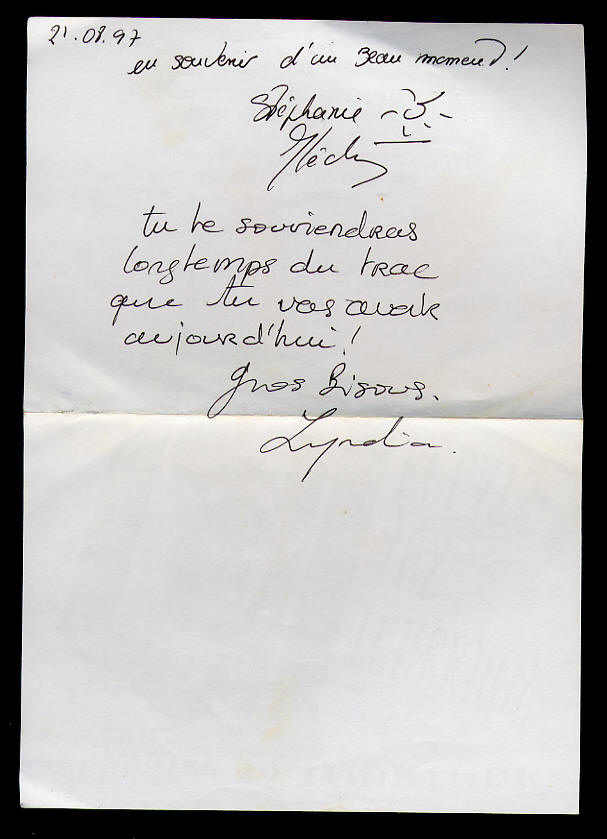 21.08.97
en souvenir d'un beau moment!
Stéphanie
tu te souviendras
longtemps du trac
que tu vas avoir
aujourd'hui!
Gros Bisous.
Lyndia.